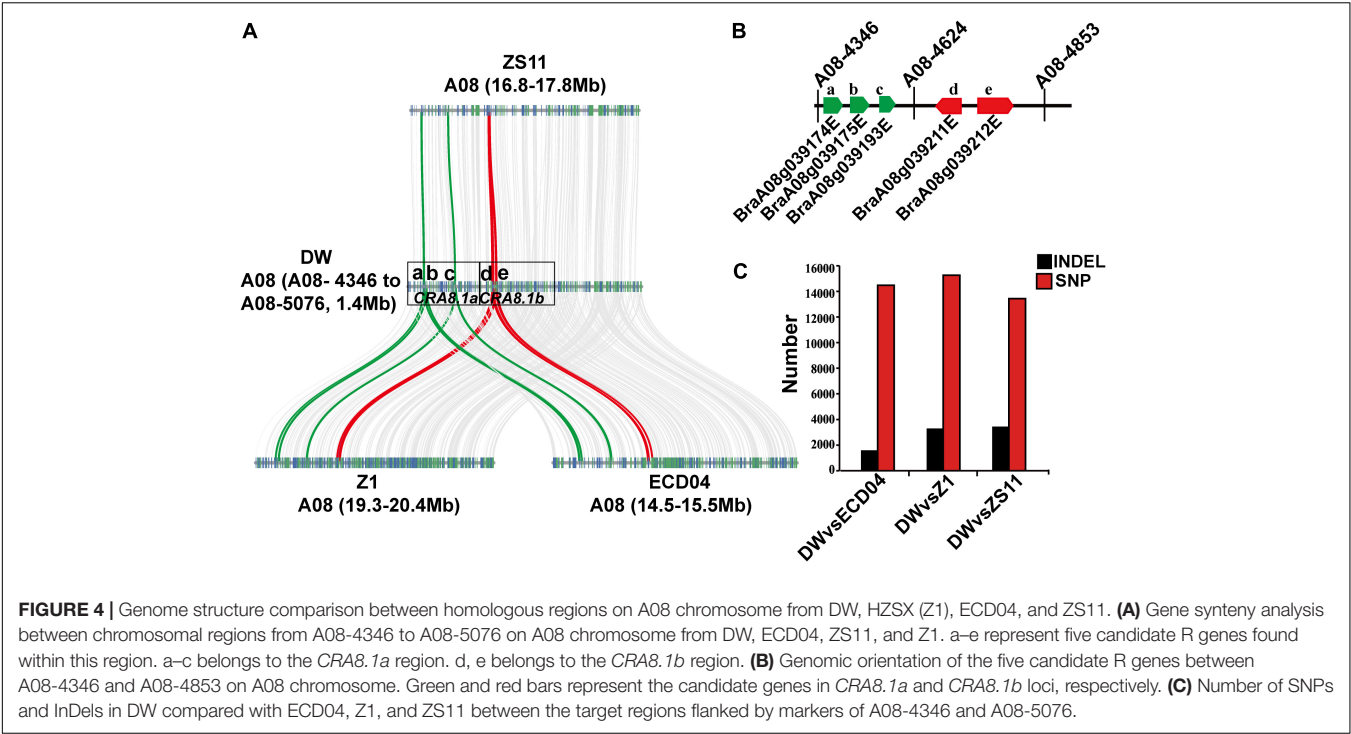 A
ZS11
A08 (16.8-17.8Mb)
DW
A08 (A08- 4346 to
A08-5076, 1.4Mb)
a b c d e
CRA8.1a CRA8.1b
Z1
A08 (19.3-20.4Mb)
ECD04
A08 (14.5-15.5Mb)
B
A08-4346
A08-4624
A08-4853
a b c d e
BraA08g039174E
BraA08g039175E
BraA08g039193E
BraA08g039211E
BraA08g039212E
C
INDEL
SNP
Number
16000
14000
12000
10000
8000
6000
4000
2000
0
DWvsECD04
DWvsZ1
DWvsZS11
FIGURE 4 | Genome structure comparison between homologous regions on A08 chromosome from DW, HZSX (Z1), ECD04, and ZS11. (A) Gene synteny analysis
between chromosomal regions from A08-4346 to A08-5076 on A08 chromosome from DW, ECD04, ZS11, and Z1. a–e represent five candidate R genes found
within this region. a–c belongs to the CRA8.1a region. d, e belongs to the CRA8.1b region. (B) Genomic orientation of the five candidate R genes between
A08-4346 and A08-4853 on A08 chromosome. Green and red bars represent the candidate genes in CRA8.1a and CRA8.1b loci, respectively. (C) Number of SNPs
and InDels in DW compared with ECD04, Z1, and ZS11 between the target regions flanked by markers of A08-4346 and A08-5076.